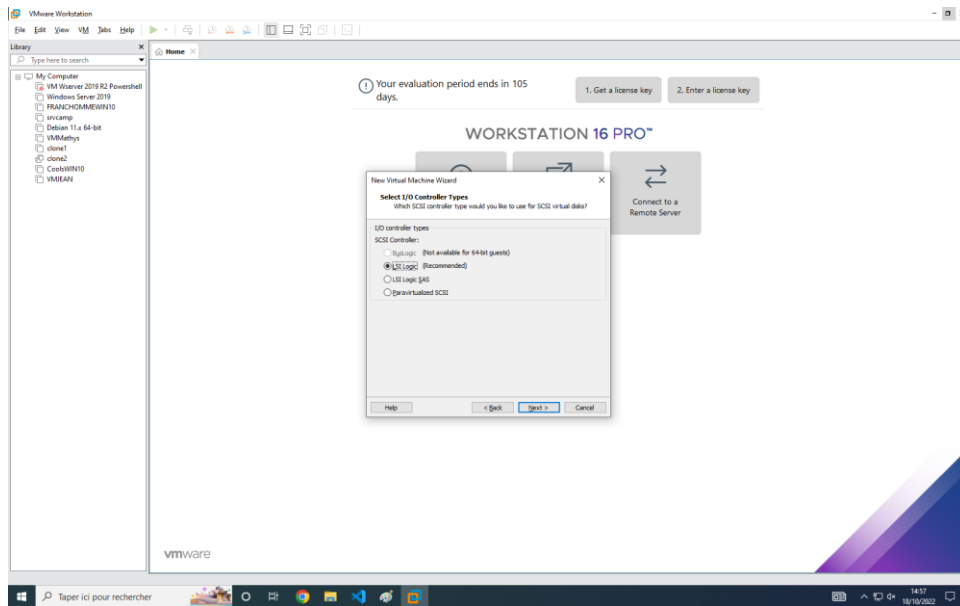 VMware Workstation
File Edit View VM Tabs Help
Library
Home
Type here to search
My Computer
VM Wserver 2019 R2 Powershell
Windows Server 2019
FRANCHOMMEWIN10
srvcamp
Debian 11.x 64-bit
VMMathys
clone1
clone2
CoolsWIN10
VMJEAN
Your evaluation period ends in 105
days.
1. Get a license key
2. Enter a license key
WORKSTATION 16 PRO™
Connect to a
Remote Server
New Virtual Machine Wizard
Select I/O Controller Types
Which SCSI controller type would you like to use for SCSI virtual disks?
I/O controller types
SCSI Controller:
BusLogic (Not available for 64-bit guests)
LSI Logic (Recommended)
LSI Logic SAS
Paravirtualized SCSI
Help < Back Next > Cancel
vmware
Taper ici pour rechercher
14:57
18/10/2022